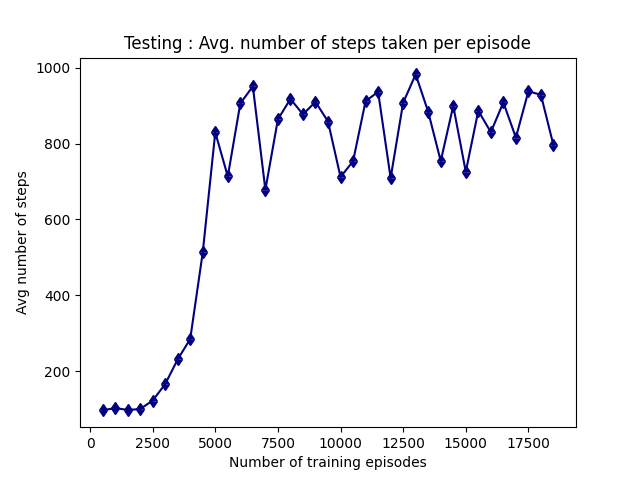 Testing : Avg. number of steps taken per episode
1000
800
600
400
200
Avg number of steps
0 2500 5000 7500 10000 12500 15000 17500
Number of training episodes